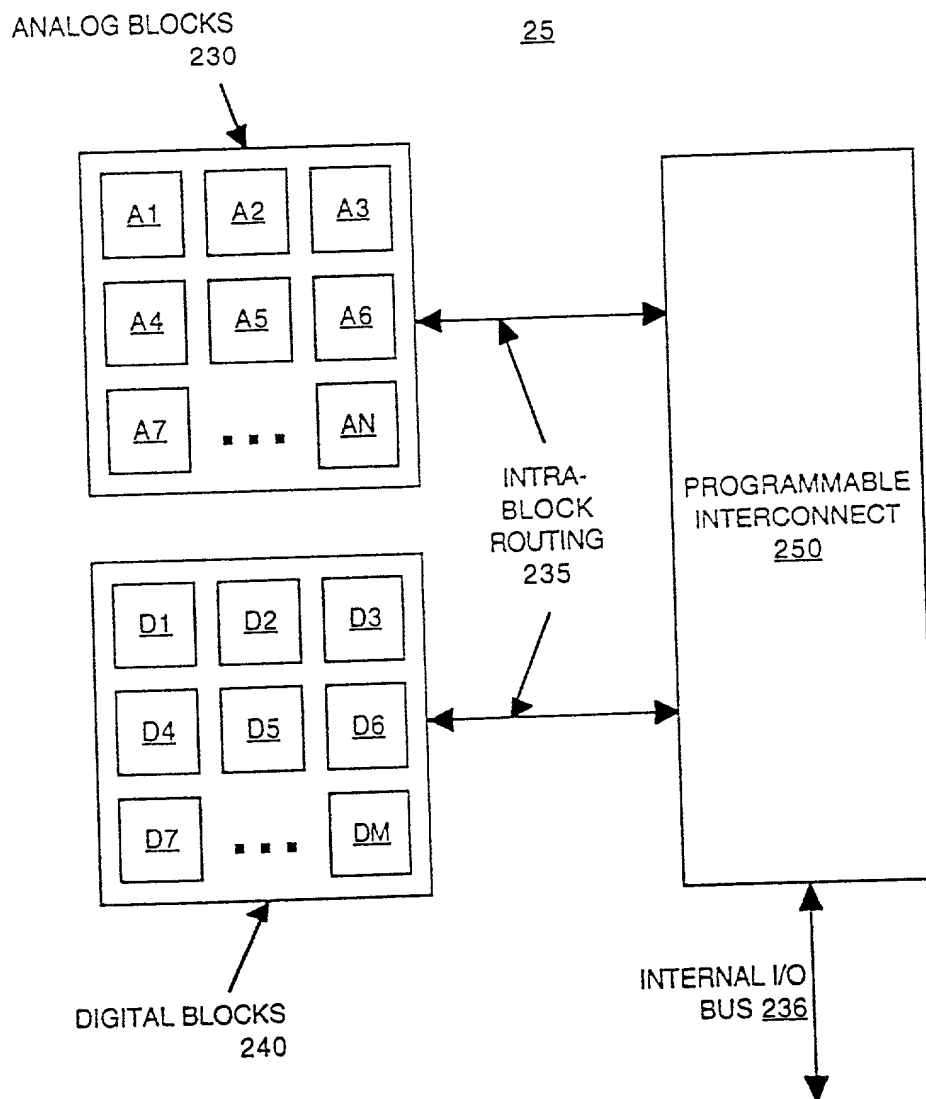 ANALOG BLOCKS
230
25
A1 A2 A3
A4 A5 A6
A7 ... AN
INTRA-
BLOCK
ROUTING
235
PROGRAMMABLE
INTERCONNECT
250
D1 D2 D3
D4 D5 D6
D7 ... DM
DIGITAL BLOCKS
240
INTERNAL I/O
BUS 236